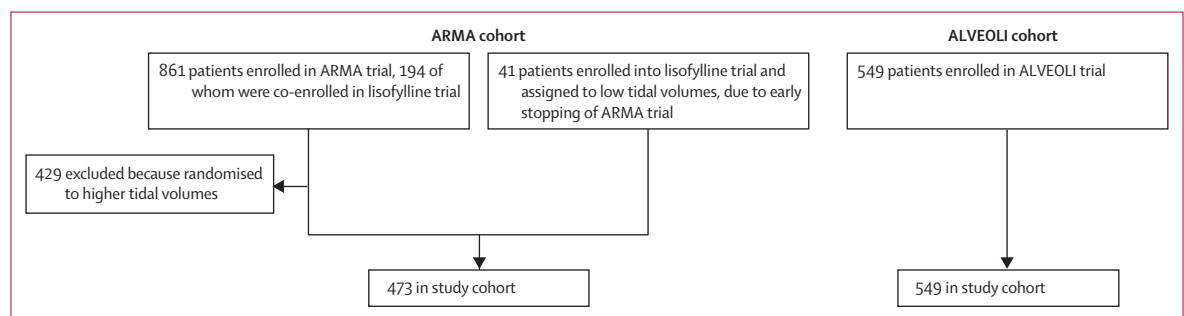 ARMA cohort
861 patients enrolled in ARMA trial, 194 of
whom were co-enrolled in lisofylline trial
41 patients enrolled into lisofylline trial and
assigned to low tidal volumes, due to early
stopping of ARMA trial
429 excluded because randomised
to higher tidal volumes
473 in study cohort
ALVEOLI cohort
549 patients enrolled in ALVEOLI trial
549 in study cohort